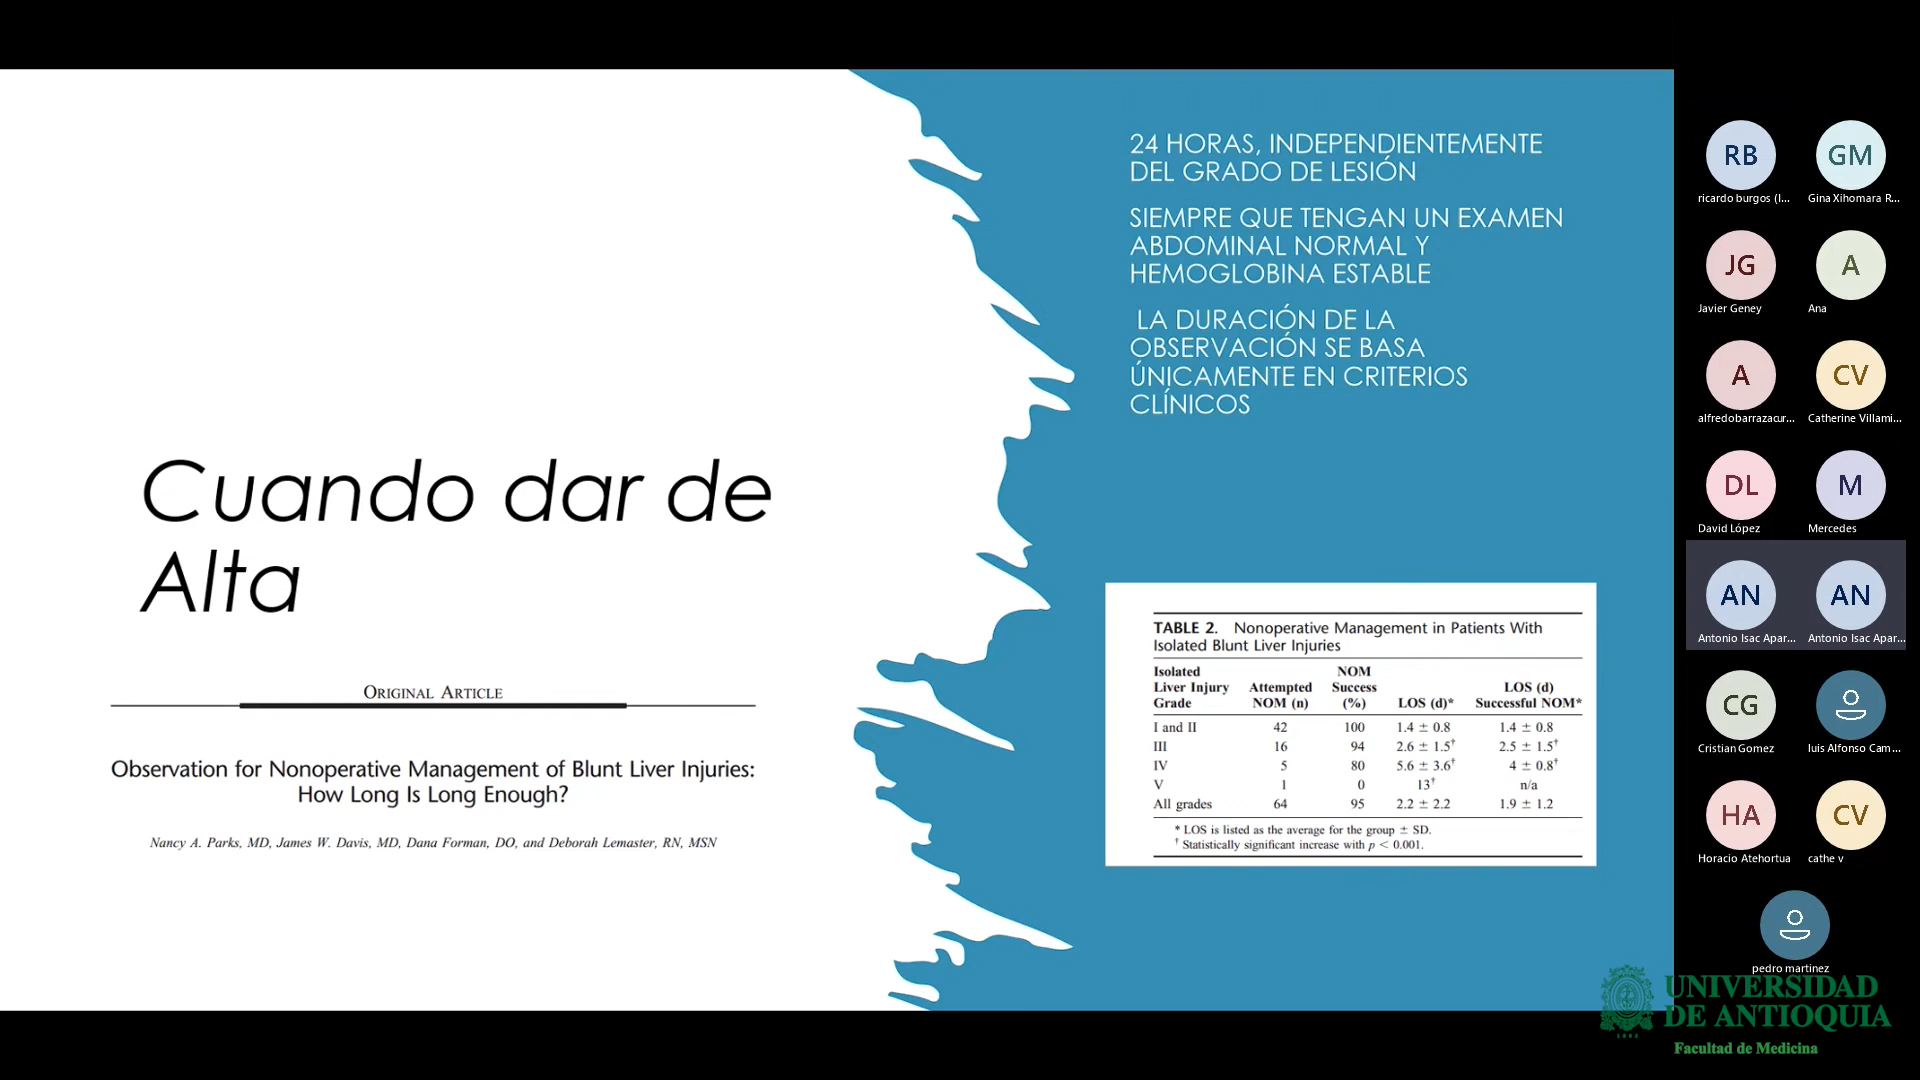 Cuando dar de
Alta
ORIGINAL ARTICLE
Observation for Nonoperative Management of Blunt Liver Injuries:
How Long Is Long Enough?
Nancy A. Parks, MD, James W. Davis, MD, Dana Forman, DO, and Deborah Lemaster, RN, MSN
24 HORAS, INDEPENDIENTEMENTE
DEL GRADO DE LESIÓN
SIEMPRE QUE TENGAN UN EXAMEN
ABDOMINAL NORMAL Y
HEMOGLOBINA ESTABLE
LA DURACIÓN DE LA
OBSERVACIÓN SE BASA
ÚNICAMENTE EN CRITERIOS
CLÍNICOS
TABLE 2. Nonoperative Management in Patients With
Isolated Blunt Liver Injuries
Isolated Liver Injury Grade Attempted NOM (n) NOM Success (%) LOS (d)* LOS (d) Successful NOM*
I and II 42 100 1.4 ± 0.8 1.4 ± 0.8
III 16 94 2.6 ± 1.5† 2.5 ± 1.5†
IV 5 80 5.6 ± 3.6† 4 ± 0.8†
V 1 0 13† n/a
All grades 64 95 2.2 ± 2.2 1.9 ± 1.2
* LOS is listed as the average for the group ± SD.
† Statistically significant increase with p < 0.001.
RB GM
ricardo burgos (I... Gina Xihomara R...
JG A
Javier Geney Ana
A CV
alfredobarrazacur... Catherine Villami...
DL M
David López Mercedes
AN AN
Antonio Isac Apar... Antonio Isac Apar...
CG
Cristian Gomez luis Alfonso Cam...
HA CV
Horacio Atehortua cathe v
pedro martinez
UNIVERSIDAD
DE ANTIOQUIA
Facultad de Medicina